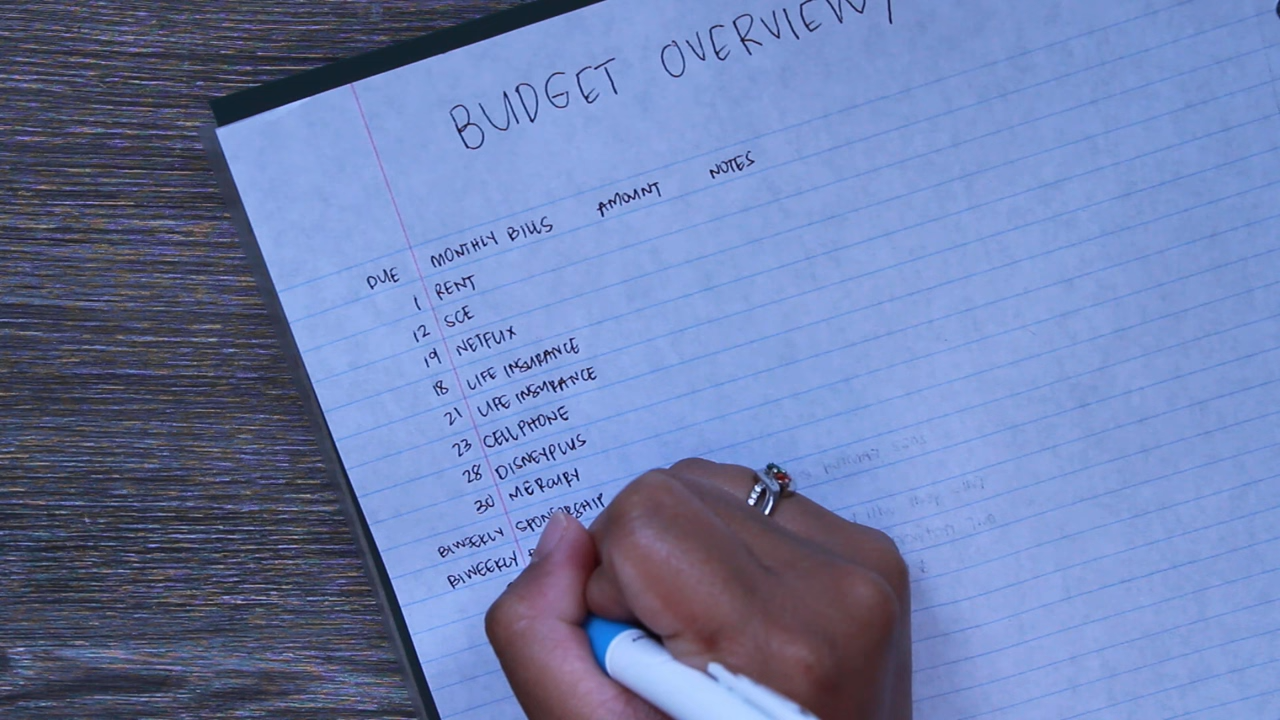 BUDGET OVERVIEW
DUE MONTHLY BILLS AMOUNT NOTES
1 RENT
12 SCE
19 NETFLIX
18 LIFE INSURANCE
21 LIFE INSURANCE
23 CELLPHONE
28 DISNEYPLUS
30 MERCURY
BIWEEKLY SPONSORSHIP
BIWEEKLY